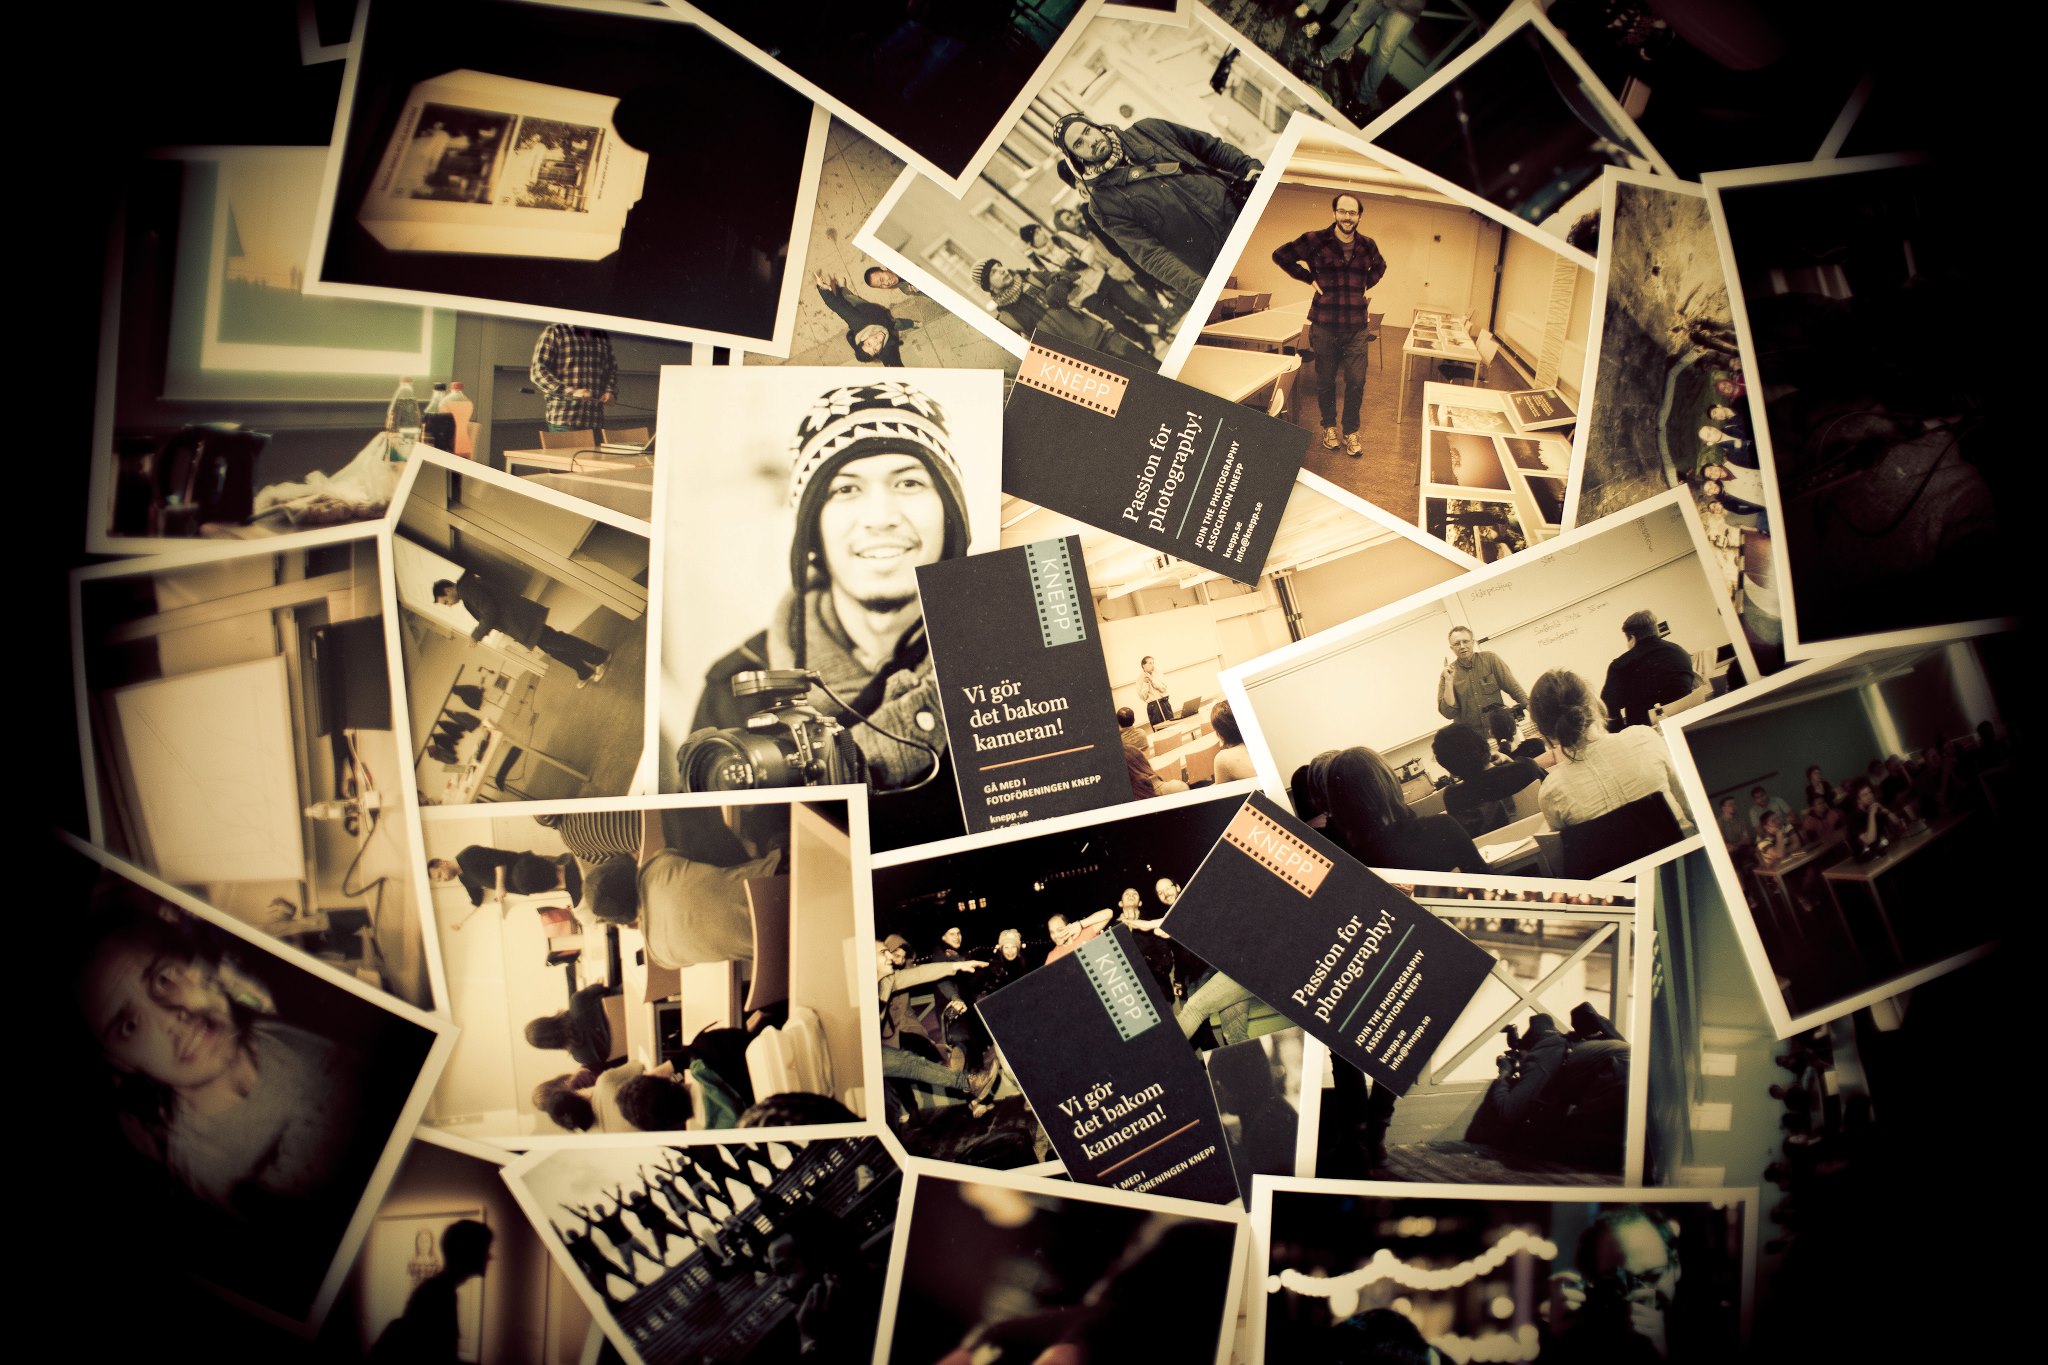 KNEPP
Passion for
photography!
JOIN THE PHOTOGRAPHY
ASSOCIATION KNEPP
knepp.se
info@knepp.se
KNEPP
Vi gör
det bakom
kameran!
GÅ MED I
FOTOFÖRENINGEN KNEPP
knepp.se
KNEPP
Passion for
photography!
JOIN THE PHOTOGRAPHY
ASSOCIATION KNEPP
knepp.se
info@knepp.se
KNEPP
Vi gör
det bakom
kameran!
MED I
FÖRENINGEN KNEPP